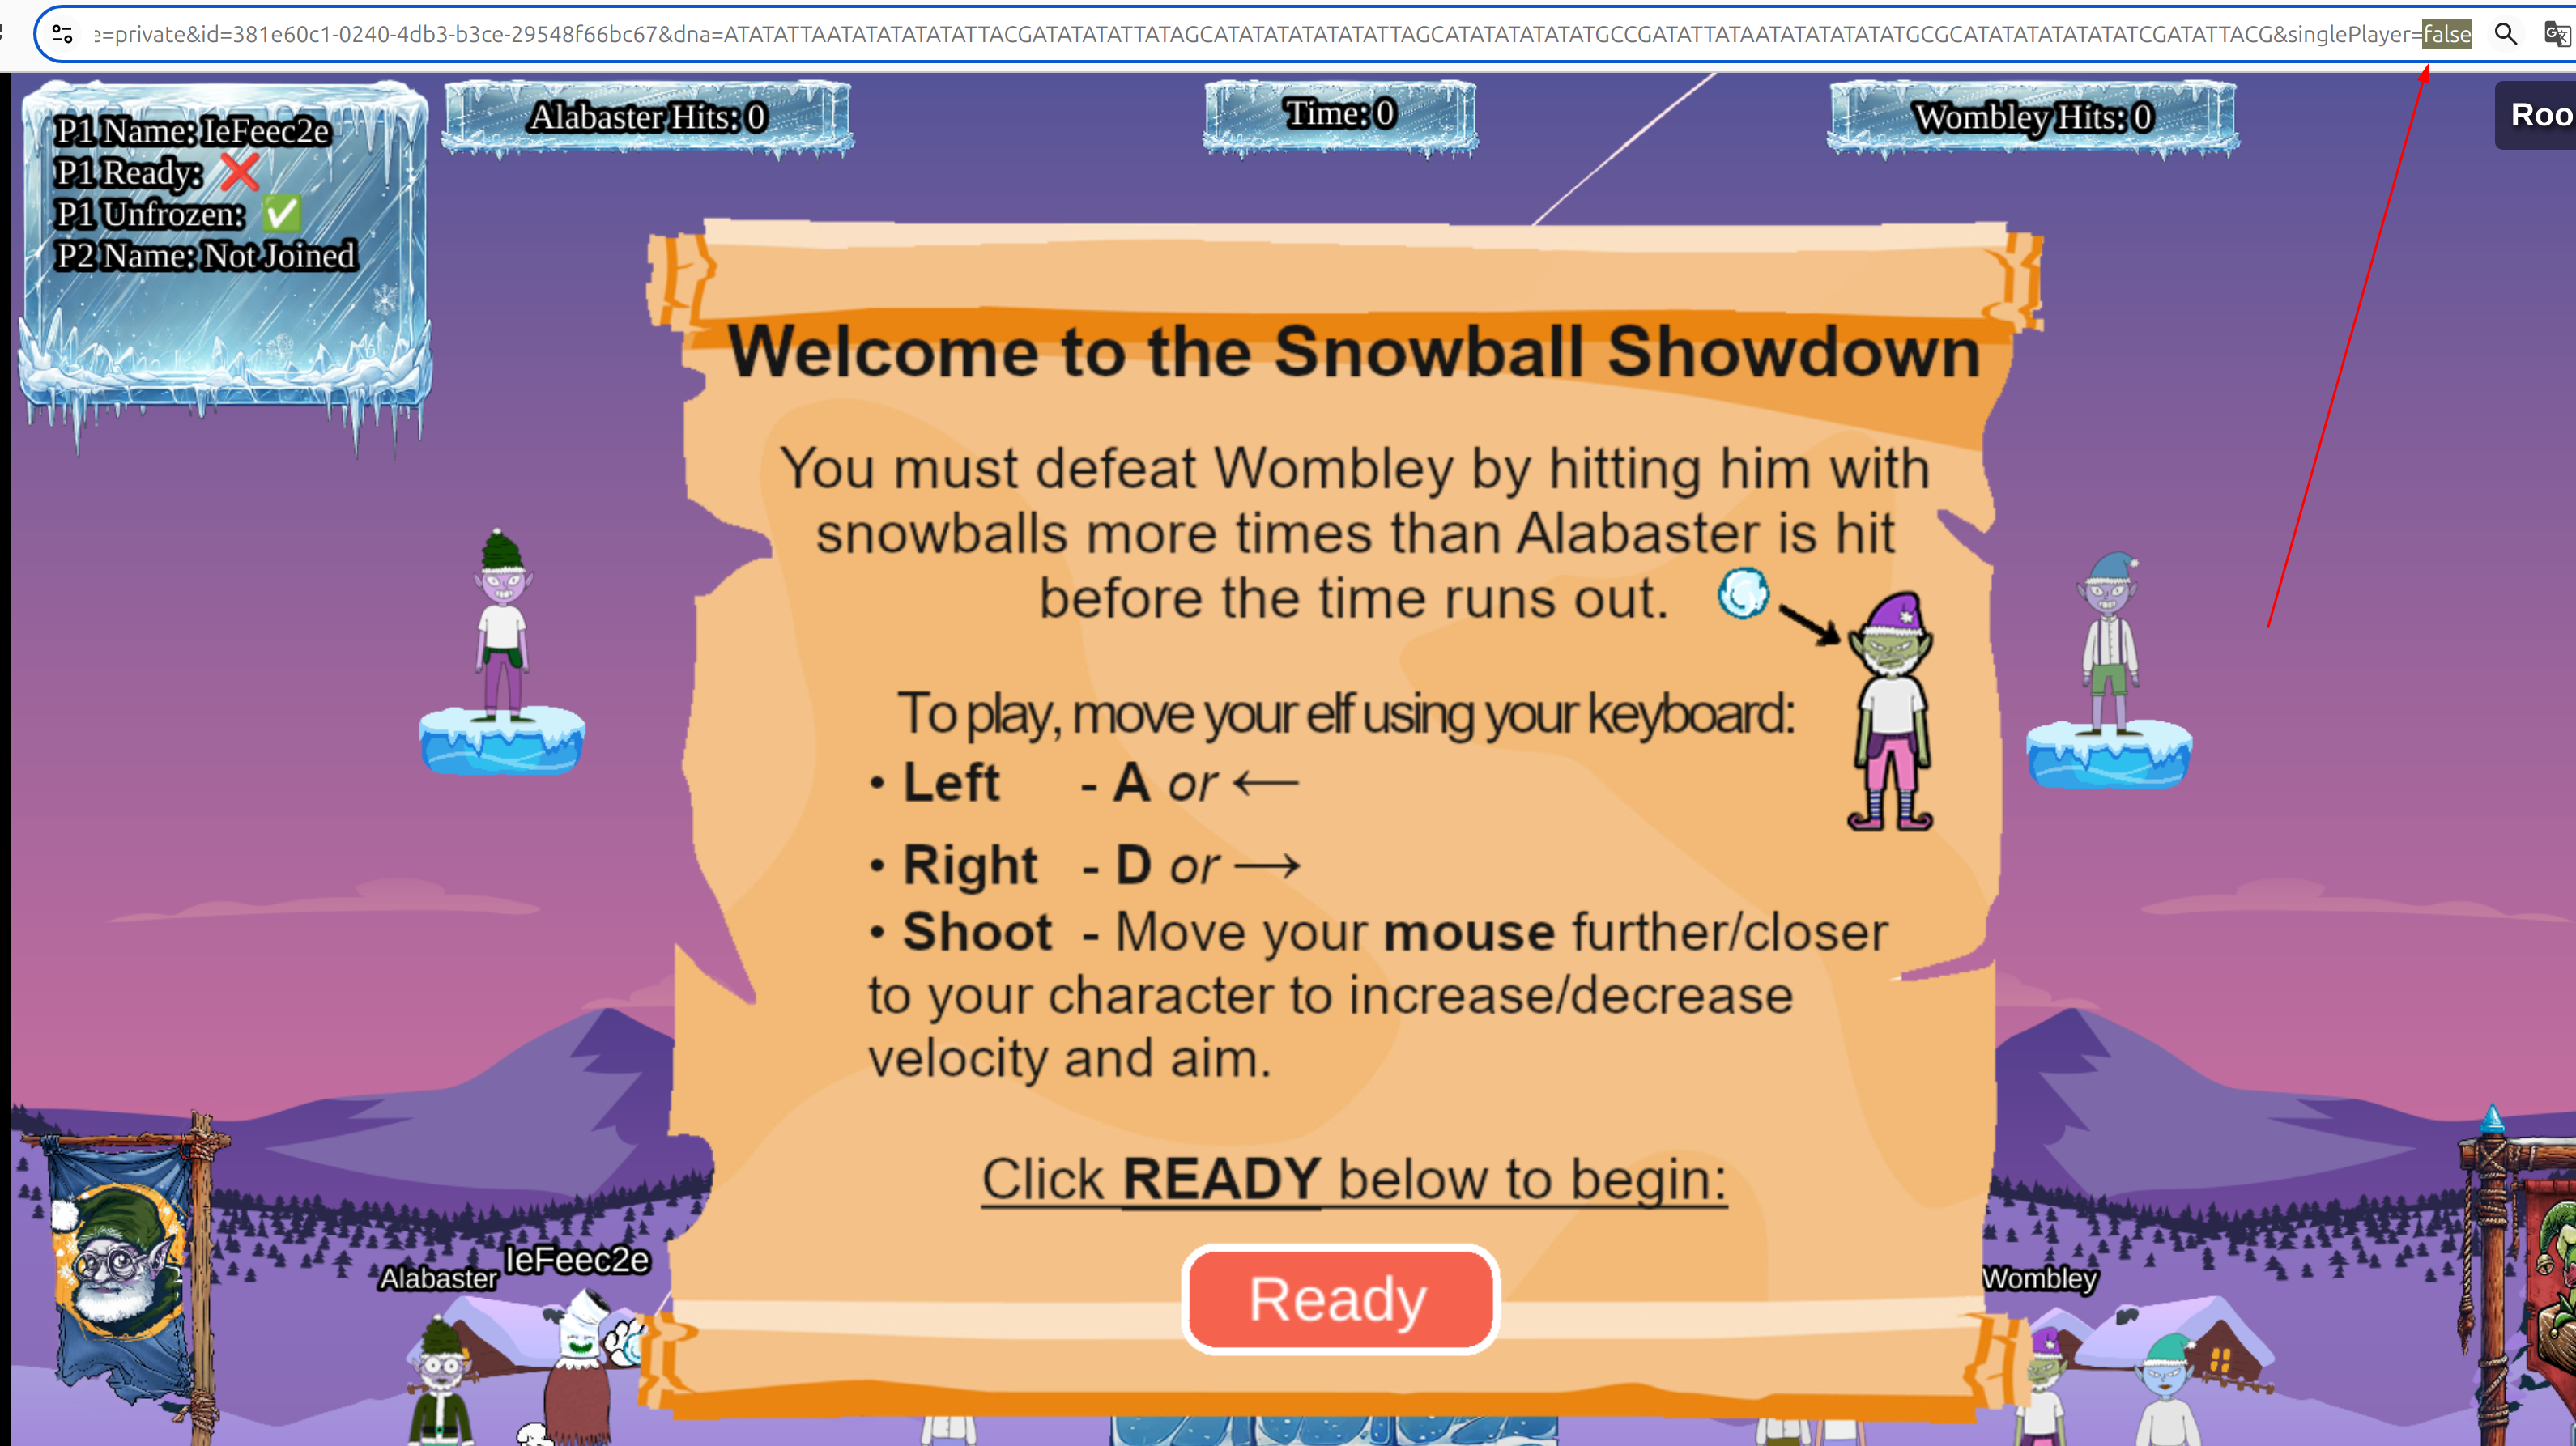 e=private&id=381e60c1-0240-4db3-b3ce-29548f66bc67&dna=ATATATTAATATATATATATATTACGATATATATTATAGCATATATATATATATATTAGCATATATATATATGCCGATATTATAATATATATATATGCGCATATATATATATATCGATATTACG&singlePlayer=false
P1 Name: IeFeec2e
P1 Ready: ❌
P1 Unfrozen: ✅
P2 Name: Not Joined
Alabaster Hits: 0
Time: 0
Wombley Hits: 0
Roo
Welcome to the Snowball Showdown
You must defeat Wombley by hitting him with
snowballs more times than Alabaster is hit
before the time runs out.
To play, move your elf using your keyboard:
• Left - A or ←
• Right - D or →
• Shoot - Move your mouse further/closer
to your character to increase/decrease
velocity and aim.
Click READY below to begin:
Ready
Alabaster
IeFeec2e
Wombley